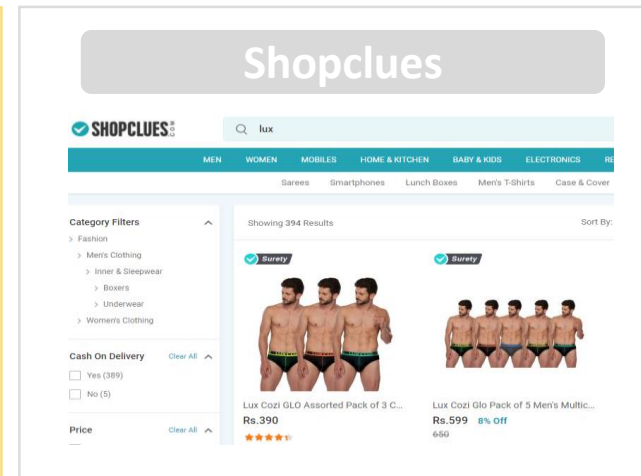 Shopclues
SHOPCLUES.COM
lux
MEN WOMEN MOBILES HOME & KITCHEN BABY & KIDS ELECTRONICS RE
Sarees Smartphones Lunch Boxes Men's T-Shirts Case & Cover
Category Filters
> Fashion
> Men's Clothing
> Inner & Sleepwear
> Boxers
> Underwear
> Women's Clothing
Cash On Delivery Clear All
Yes (389)
No (5)
Price Clear All
Showing 394 Results Sort By:
Surety
Lux Cozi GLO Assorted Pack of 3 C...
Rs.390
Surety
Lux Cozi Glo Pack of 5 Men's Multic...
Rs.599 8% Off
650